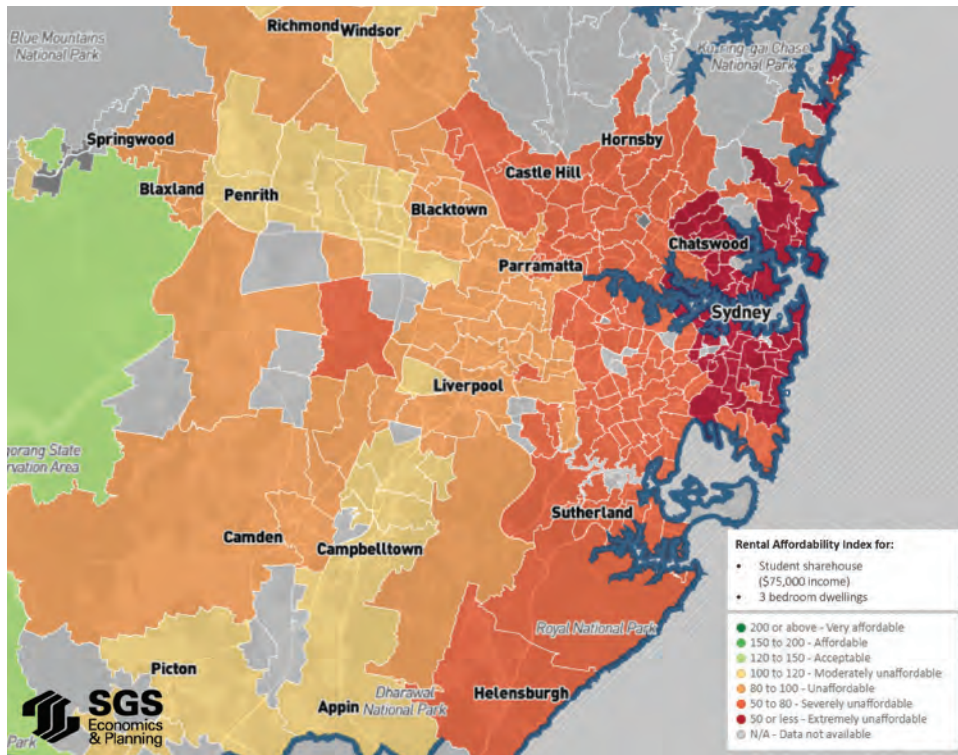 Richmond
Windsor
Blue Mountains
National Park
Ku-ring-gai Chase
National Park
Springwood
Hornsby
Castle Hill
Blaxland
Penrith
Blacktown
Chatswood
Parramatta
Sydney
Liverpool
gorang State
rvation Area
Sutherland
Camden
Campbelltown
Royal National Park
Picton
Dharawal
National Park
Appin
Helensburgh
SGS
Economics
& Planning
Rental Affordability Index for:
• Student sharehouse
($75,000 income)
• 3 bedroom dwellings
200 or above - Very affordable
150 to 200 - Affordable
120 to 150 - Acceptable
100 to 120 - Moderately unaffordable
80 to 100 - Unaffordable
50 to 80 - Severely unaffordable
50 or less - Extremely unaffordable
N/A - Data not available